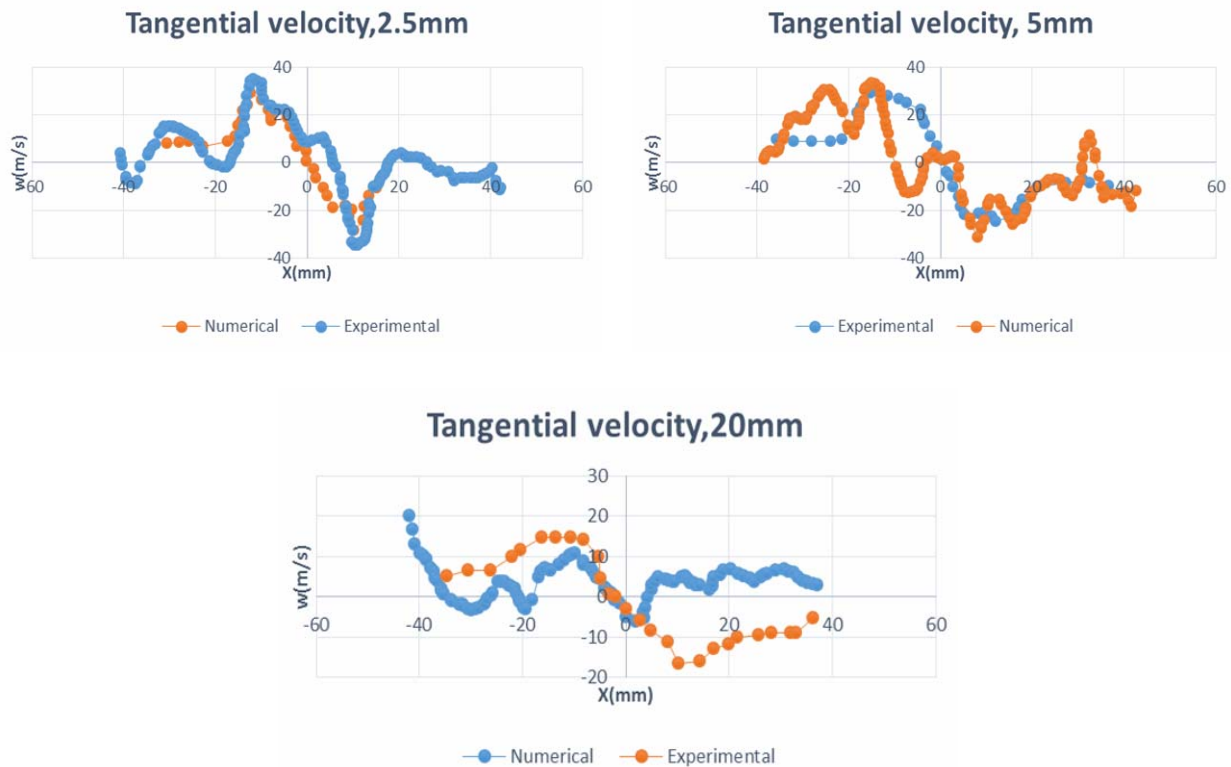 Tangential velocity,2.5mm
40
20
0
-60 -40 -20 0 20 40 60
-20
-40
w(m/s)
X(mm)
Numerical Experimental
Tangential velocity, 5mm
40
20
0
-60 -40 -20 0 20 40 60
-20
-40
w(m/s)
X(mm)
Experimental Numerical
Tangential velocity,20mm
30
20
10
0
-60 -40 -20 0 20 40 60
-10
-20
w(m/s)
X(mm)
Numerical Experimental